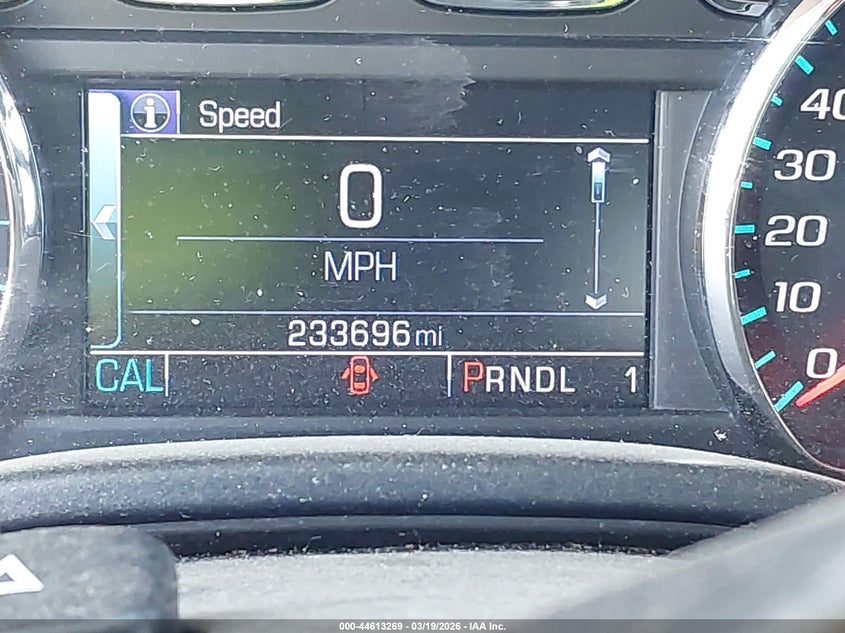 Speed
0
MPH
233696 mi
CAL
PRNDL 1
40
30
20
10
0
000-44613269 - 03/19/2026 - IAA Inc.